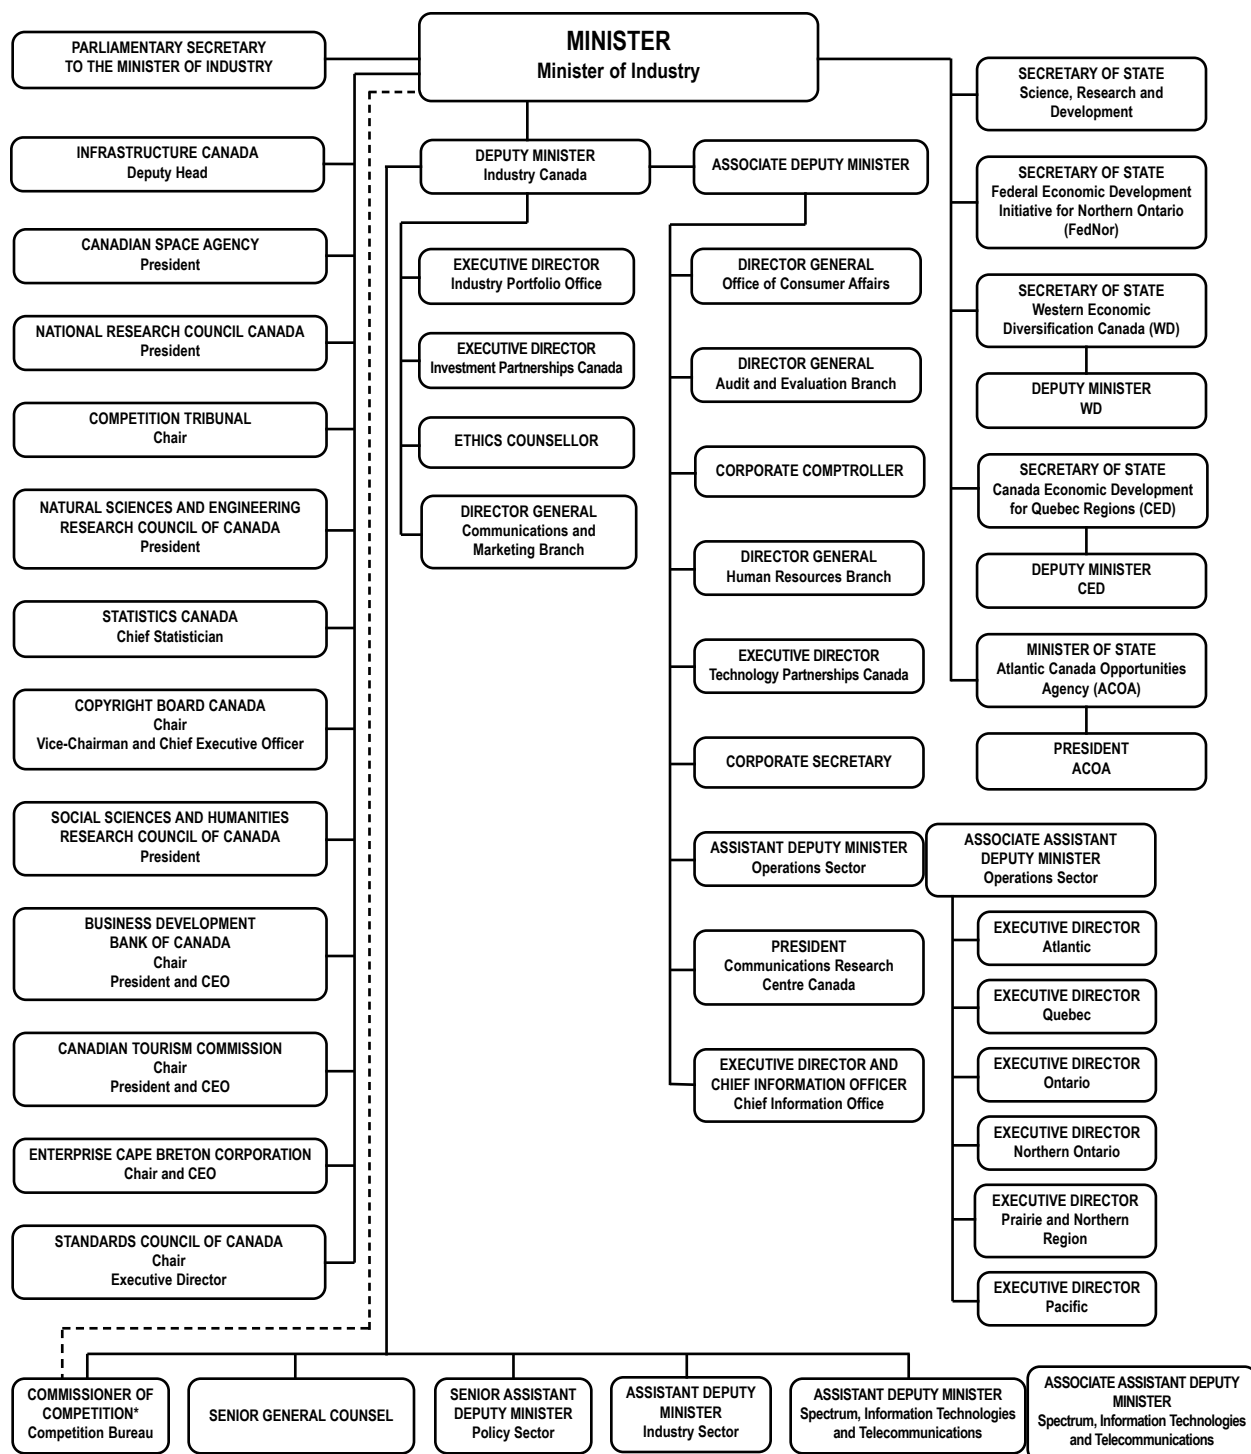 MINISTER
Minister of Industry
PARLIAMENTARY SECRETARY
TO THE MINISTER OF INDUSTRY
INFRASTRUCTURE CANADA
Deputy Head
CANADIAN SPACE AGENCY
President
NATIONAL RESEARCH COUNCIL CANADA
President
COMPETITION TRIBUNAL
Chair
NATURAL SCIENCES AND ENGINEERING
RESEARCH COUNCIL OF CANADA
President
STATISTICS CANADA
Chief Statistician
COPYRIGHT BOARD CANADA
Chair
Vice-Chairman and Chief Executive Officer
SOCIAL SCIENCES AND HUMANITIES
RESEARCH COUNCIL OF CANADA
President
BUSINESS DEVELOPMENT
BANK OF CANADA
Chair
President and CEO
CANADIAN TOURISM COMMISSION
Chair
President and CEO
ENTERPRISE CAPE BRETON CORPORATION
Chair and CEO
STANDARDS COUNCIL OF CANADA
Chair
Executive Director
DEPUTY MINISTER
Industry Canada
EXECUTIVE DIRECTOR
Industry Portfolio Office
EXECUTIVE DIRECTOR
Investment Partnerships Canada
ETHICS COUNSELLOR
DIRECTOR GENERAL
Communications and
Marketing Branch
ASSOCIATE DEPUTY MINISTER
DIRECTOR GENERAL
Office of Consumer Affairs
DIRECTOR GENERAL
Audit and Evaluation Branch
CORPORATE COMPTROLLER
DIRECTOR GENERAL
Human Resources Branch
EXECUTIVE DIRECTOR
Technology Partnerships Canada
CORPORATE SECRETARY
ASSISTANT DEPUTY MINISTER
Operations Sector
PRESIDENT
Communications Research
Centre Canada
EXECUTIVE DIRECTOR AND
CHIEF INFORMATION OFFICER
Chief Information Office
SECRETARY OF STATE
Science, Research and
Development
SECRETARY OF STATE
Federal Economic Development
Initiative for Northern Ontario
(FedNor)
SECRETARY OF STATE
Western Economic
Diversification Canada (WD)
DEPUTY MINISTER
WD
SECRETARY OF STATE
Canada Economic Development
for Quebec Regions (CED)
DEPUTY MINISTER
CED
MINISTER OF STATE
Atlantic Canada Opportunities
Agency (ACOA)
PRESIDENT
ACOA
ASSOCIATE ASSISTANT
DEPUTY MINISTER
Operations Sector
EXECUTIVE DIRECTOR
Atlantic
EXECUTIVE DIRECTOR
Quebec
EXECUTIVE DIRECTOR
Ontario
EXECUTIVE DIRECTOR
Northern Ontario
EXECUTIVE DIRECTOR
Prairie and Northern
Region
EXECUTIVE DIRECTOR
Pacific
COMMISSIONER OF
COMPETITION*
Competition Bureau
SENIOR GENERAL COUNSEL
SENIOR ASSISTANT
DEPUTY MINISTER
Policy Sector
ASSISTANT DEPUTY
MINISTER
Industry Sector
ASSISTANT DEPUTY MINISTER
Spectrum, Information Technologies
and Telecommunications
ASSOCIATE ASSISTANT DEPUTY
MINISTER
Spectrum, Information Technologies
and Telecommunications